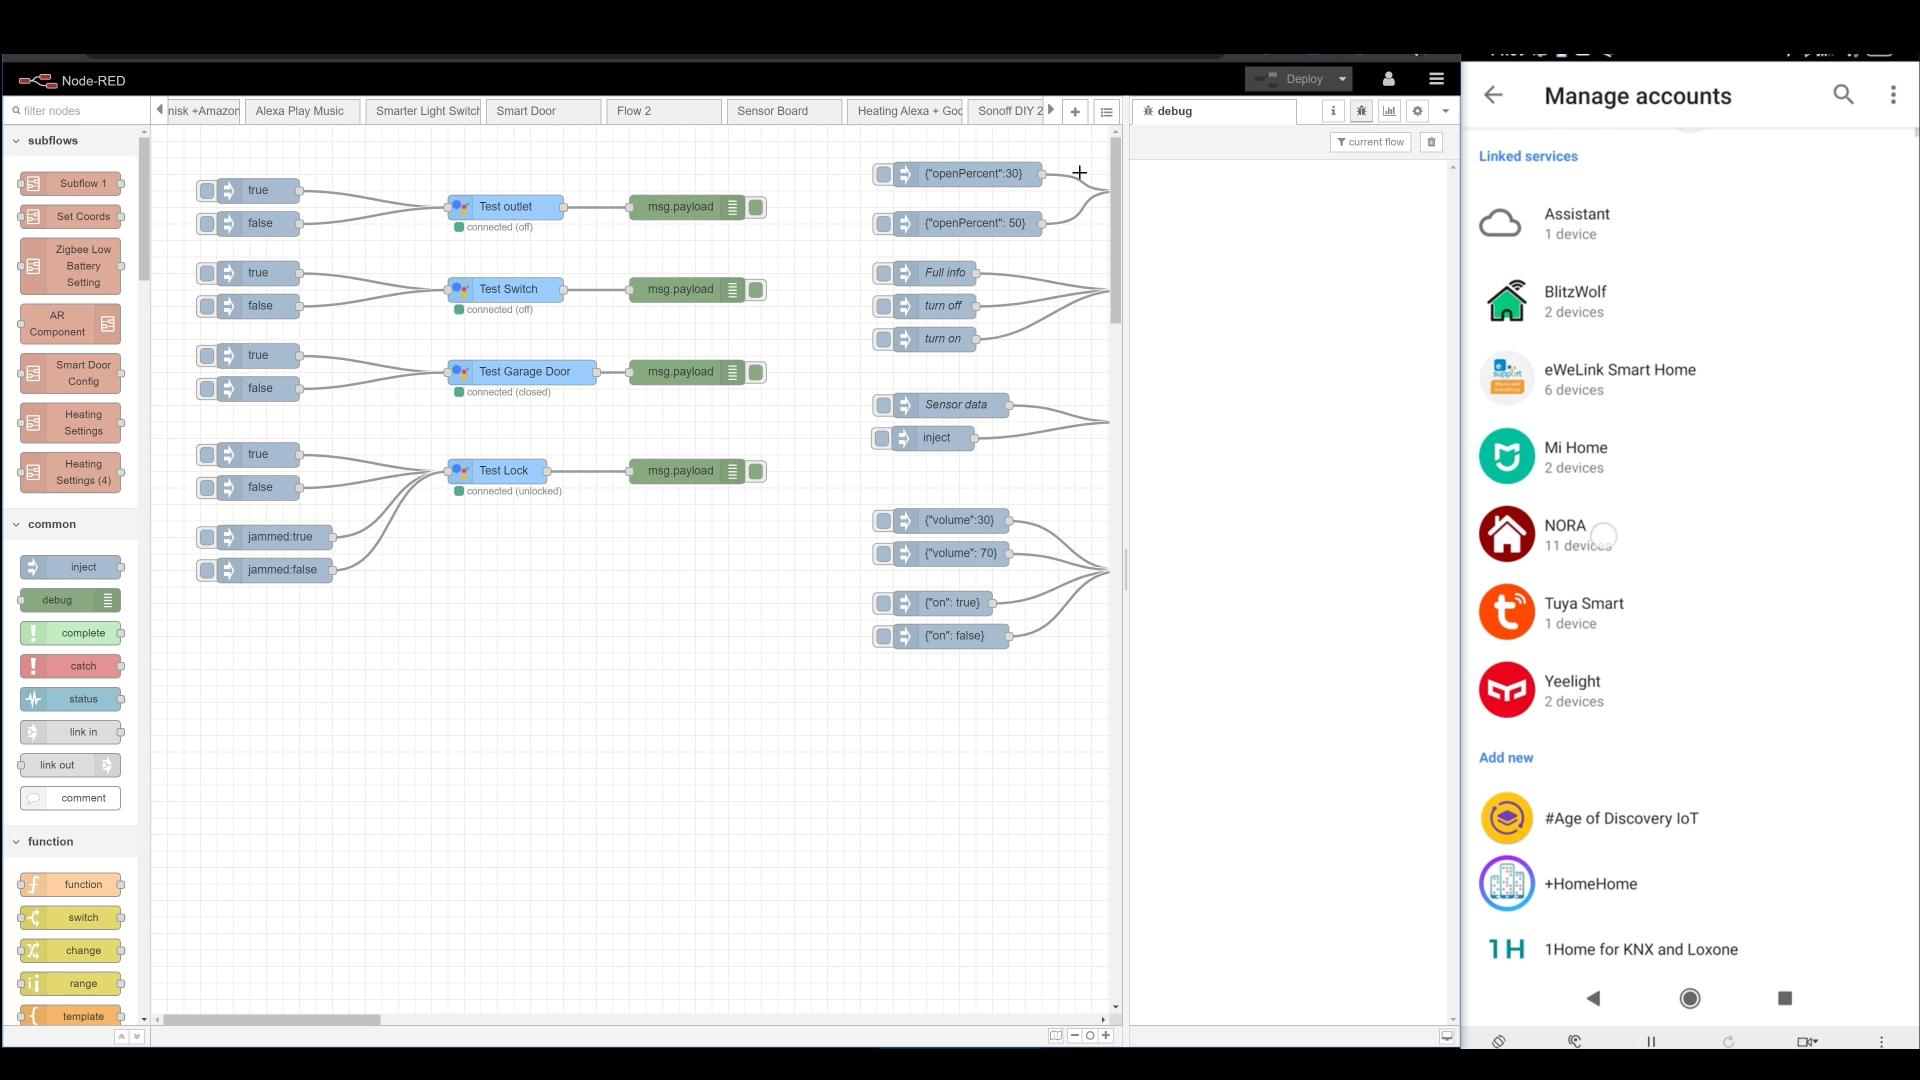 Node-RED
Deploy
filter nodes
nisk +Amazon
Alexa Play Music
Smarter Light Switch
Smart Door
Flow 2
Sensor Board
Heating Alexa + Goo
Sonoff DIY 2
debug
current flow
subflows
Subflow 1
Set Coords
Zigbee Low
Battery
Setting
AR
Component
Smart Door
Config
Heating
Settings
Heating
Settings (4)
common
inject
debug
complete
catch
status
link in
link out
comment
function
function
switch
change
range
template
true
false
Test outlet
connected (off)
msg.payload
true
false
Test Switch
connected (off)
msg.payload
true
false
Test Garage Door
connected (closed)
msg.payload
true
false
jammed:true
jammed:false
Test Lock
connected (unlocked)
msg.payload
{"openPercent":30}
{"openPercent": 50}
Full info
turn off
turn on
Sensor data
inject
{"volume":30}
{"volume": 70}
{"on": true}
{"on": false}
Manage accounts
Linked services
Assistant
1 device
BlitzWolf
2 devices
eWeLink Smart Home
6 devices
Mi Home
2 devices
NORA
11 devices
Tuya Smart
1 device
Yeelight
2 devices
Add new
#Age of Discovery IoT
+HomeHome
1H
1Home for KNX and Loxone